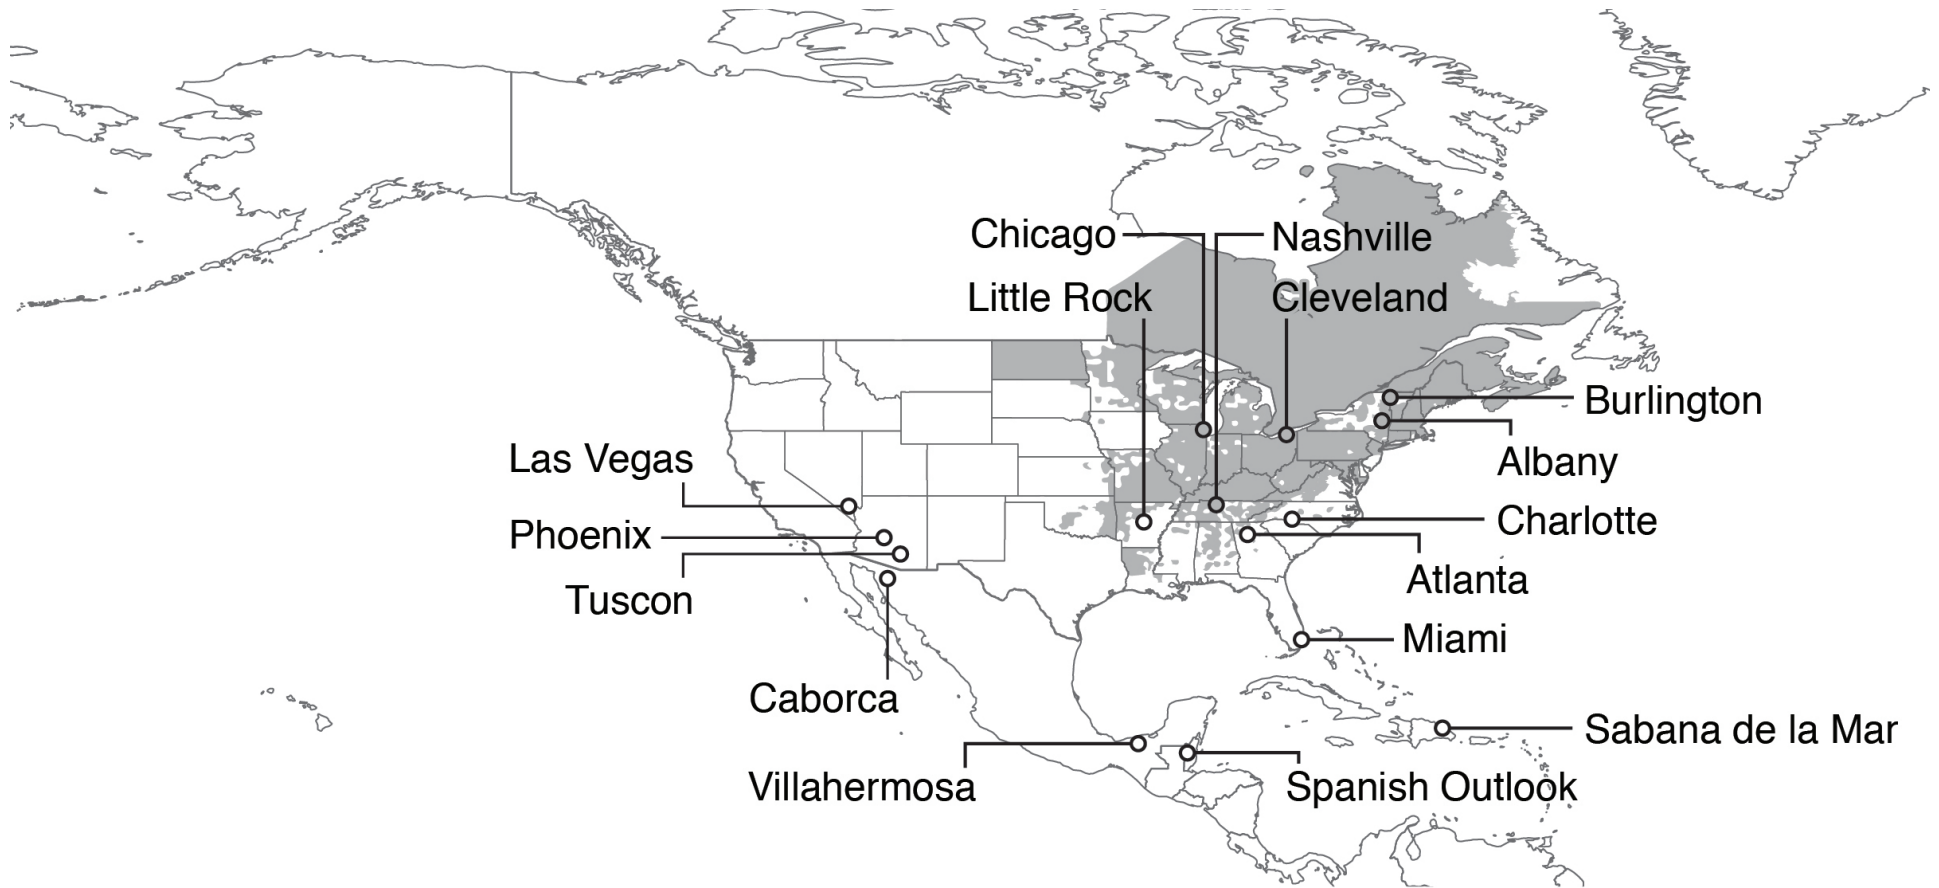 Chicago
Nashville
Little Rock
Cleveland
Burlington
Las Vegas
Albany
Phoenix
Charlotte
Tuscon
Atlanta
Miami
Caborca
Sabana de la Mar
Villahermosa
Spanish Outlook